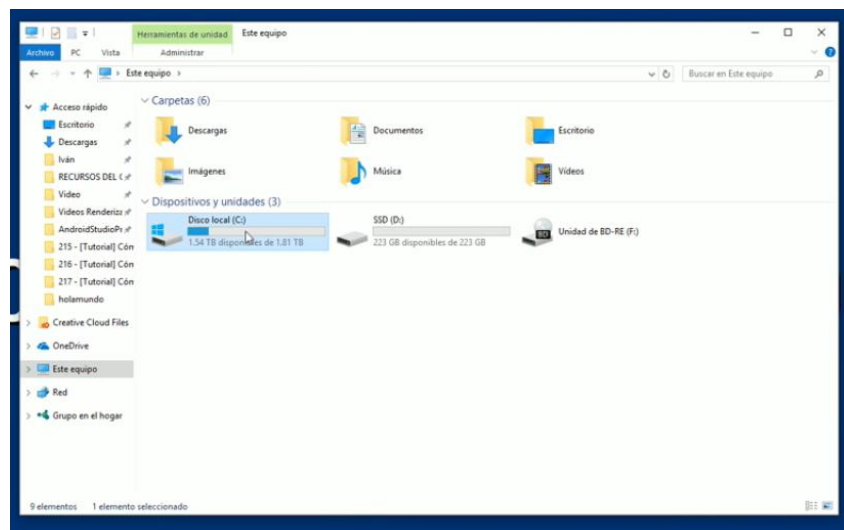 Herramientas de unidad Este equipo
Archivo PC Vista Administrar
Este equipo
Buscar en Este equipo
Acceso rápido
Escritorio
Descargas
Iván
RECURSOS DEL
Video
Videos Renderiza
AndroidStudioPr
215 - [Tutorial] Cón
216 - [Tutorial] Cón
217 - [Tutorial] Cón
holamundo
Creative Cloud Files
OneDrive
Este equipo
Red
Grupo en el hogar
Carpetas (6)
Descargas Documentos Escritorio
Imágenes Música Vídeos
Dispositivos y unidades (3)
Disco local (C:)
1.54 TB disponibles de 1.81 TB
SSD (D:)
223 GB disponibles de 223 GB
BD
Unidad de BD-RE (F:)
9 elementos 1 elemento seleccionado